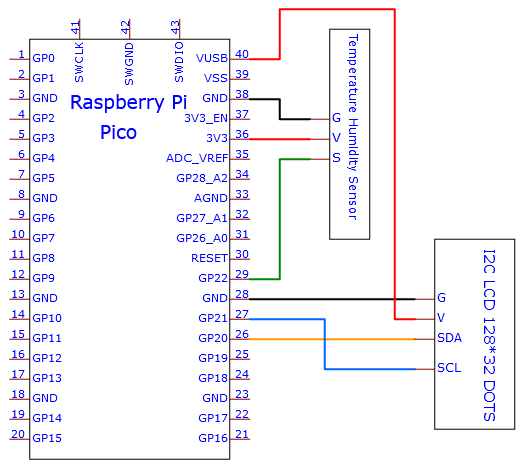 41
42
43
SWCLK
SWGND
SWDIO
Raspberry Pi
Pico
1 GP0
2 GP1
3 GND
4 GP2
5 GP3
6 GP4
7 GP5
8 GND
9 GP6
10 GP7
11 GP8
12 GP9
13 GND
14 GP10
15 GP11
16 GP12
17 GP13
18 GND
19 GP14
20 GP15
VUSB 40
VSS 39
GND 38
3V3_EN 37
3V3 36
ADC_VREF 35
GP28_A2 34
AGND 33
GP27_A1 32
GP26_A0 31
RESET 30
GP22 29
GND 28
GP21 27
GP20 26
GP19 25
GP18 24
GND 23
GP17 22
GP16 21
G
V
S
Temperature Humidity Sensor
G
V
SDA
SCL
I2C LCD 128*32 DOTS